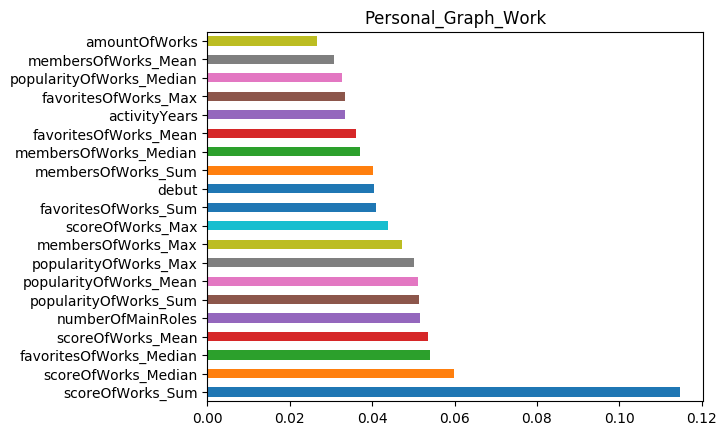 Personal_Graph_Work
amountOfWorks
membersOfWorks_Mean
popularityOfWorks_Median
favoritesOfWorks_Max
activityYears
favoritesOfWorks_Mean
membersOfWorks_Median
membersOfWorks_Sum
debut
favoritesOfWorks_Sum
scoreOfWorks_Max
membersOfWorks_Max
popularityOfWorks_Max
popularityOfWorks_Mean
popularityOfWorks_Sum
numberOfMainRoles
scoreOfWorks_Mean
favoritesOfWorks_Median
scoreOfWorks_Median
scoreOfWorks_Sum
0.00 0.02 0.04 0.06 0.08 0.10 0.12